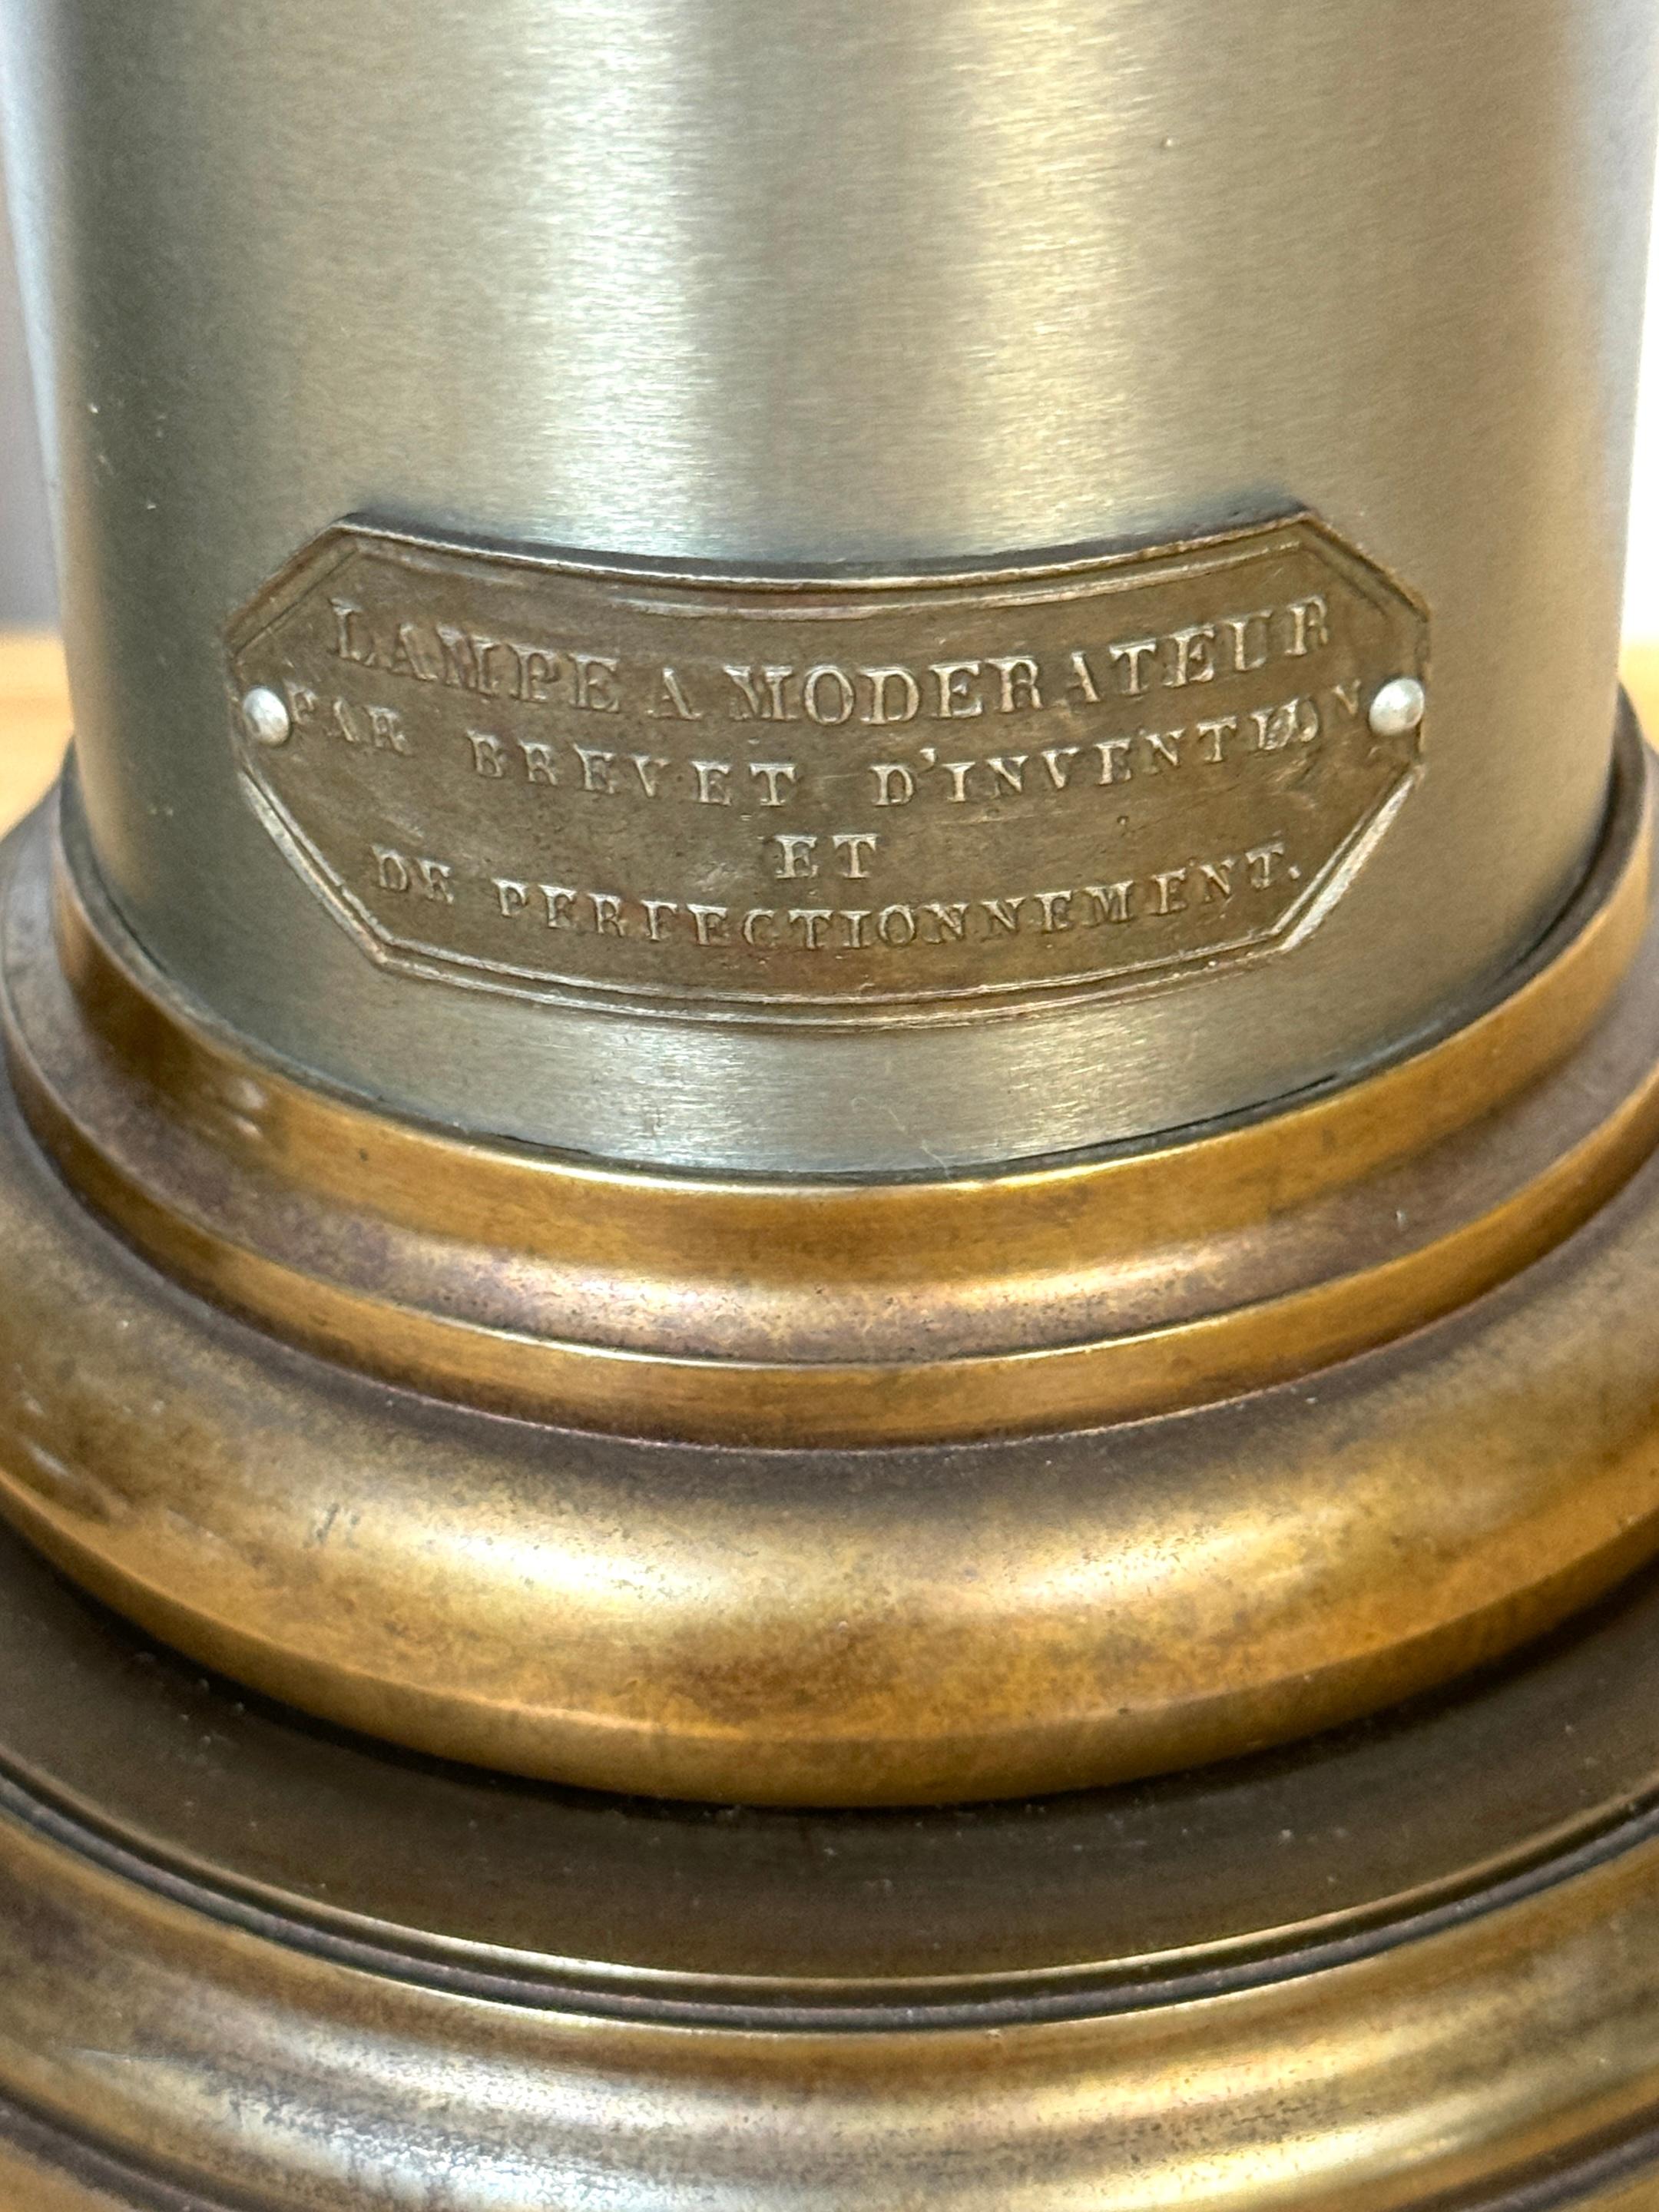 LAMPE A MODERATEUR
PAR BREVET D'INVENTION
ET
DE PERFECTIONNEMENT.